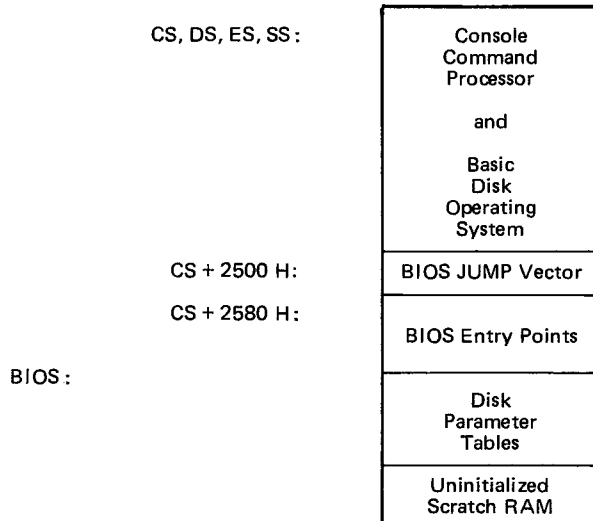 CS, DS, ES, SS:
Console
Command
Processor
and
Basic
Disk
Operating
System
CS + 2500 H:
BIOS JUMP Vector
CS + 2580 H:
BIOS Entry Points
BIOS:
Disk
Parameter
Tables
Uninitialized
Scratch RAM